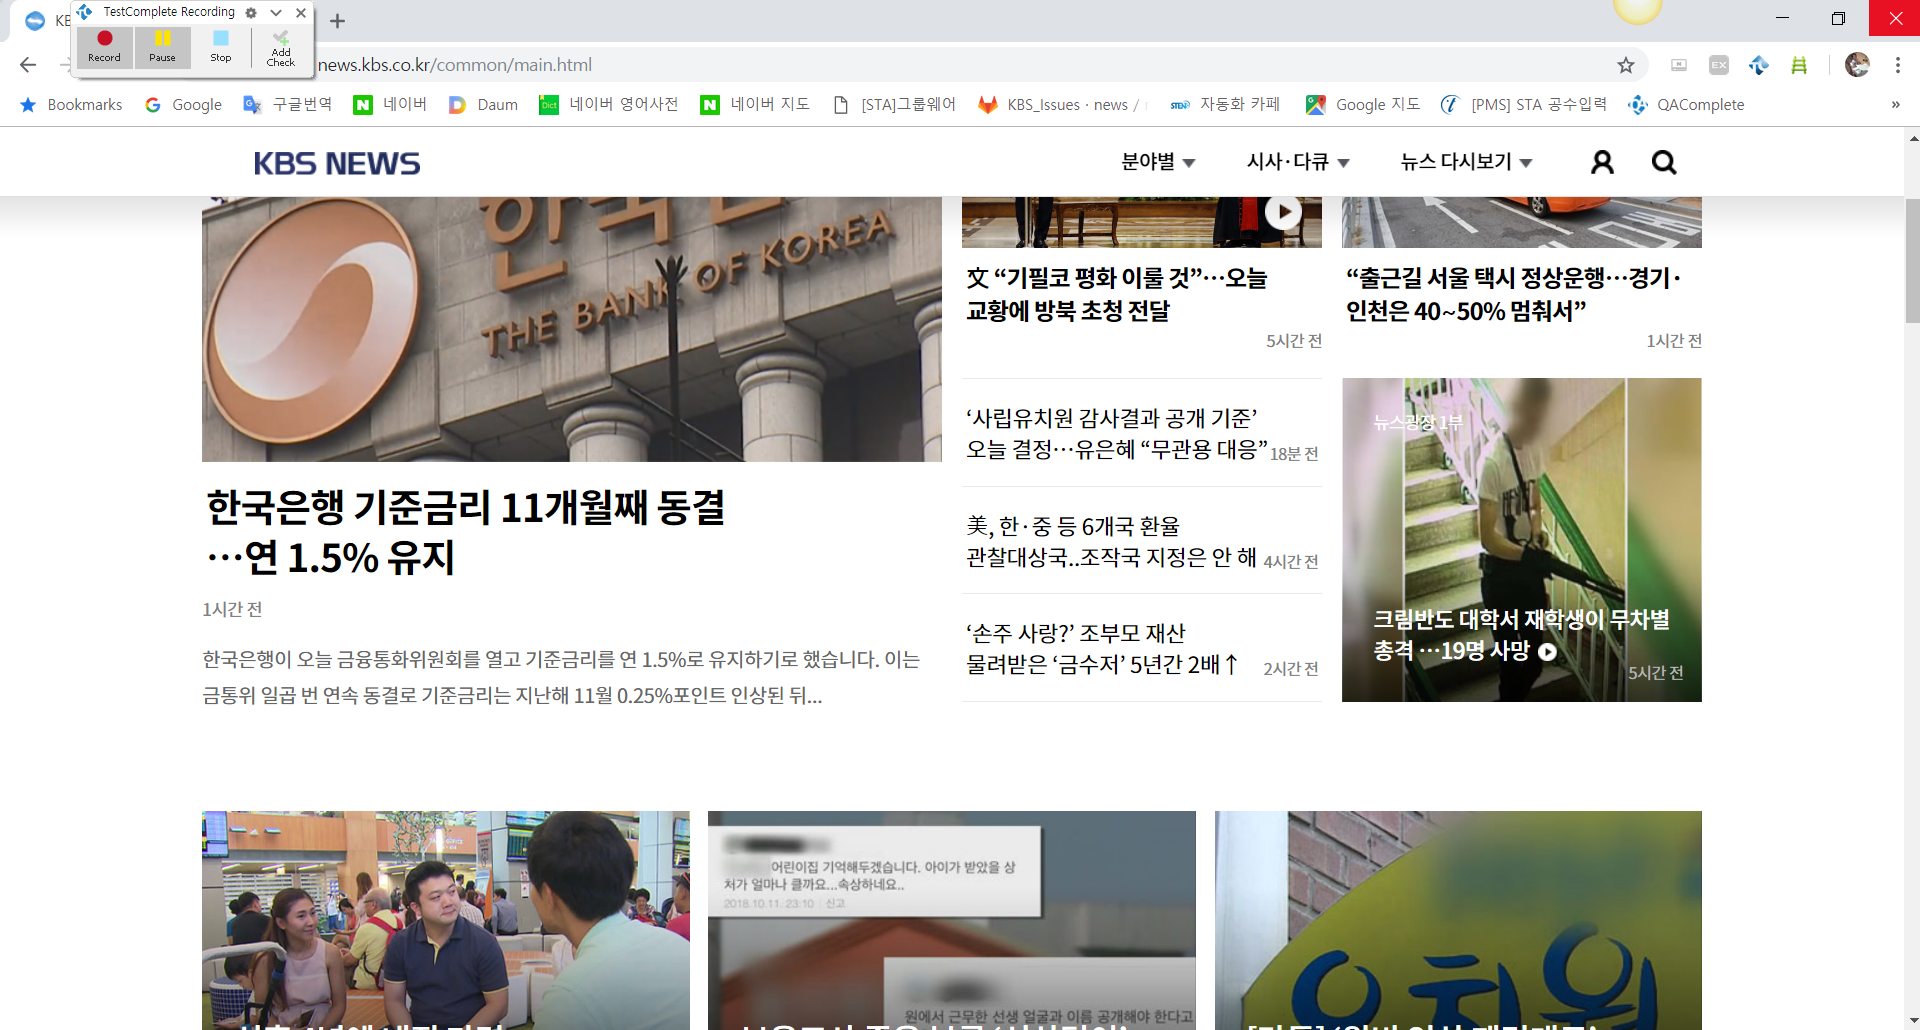 TestComplete Recording
Record
Pause
Stop
Add
Check
news.kbs.co.kr/common/main.html
Bookmarks
Google
구글번역
네이버
Daum
네이버 영어사전
네이버 지도
[STA]그룹웨어
KBS_Issues · news /
자동화 카페
Google 지도
[PMS] STA 공수입력
QAComplete
»
KBS NEWS
분야별
시사·다큐
뉴스 다시보기
THE BANK OF KOREA
한국은행 기준금리 11개월째 동결
…연 1.5% 유지
1시간 전
한국은행이 오늘 금융통화위원회를 열고 기준금리를 연 1.5%로 유지하기로 했습니다. 이는
금통위 일곱 번 연속 동결로 기준금리는 지난해 11월 0.25%포인트 인상된 뒤...
文 “기필코 평화 이룰 것”…오늘
교황에 방북 초청 전달
5시간 전
‘사립유치원 감사결과 공개 기준’
오늘 결정…유은혜 “무관용 대응” 18분 전
美, 한·중 등 6개국 환율
관찰대상국..조작국 지정은 안 해 4시간 전
‘손주 사랑?’ 조부모 재산
물려받은 ‘금수저’ 5년간 2배↑ 2시간 전
“출근길 서울 택시 정상운행…경기·
인천은 40~50% 멈춰서”
1시간 전
뉴스광장 1부
크림반도 대학서 재학생이 무차별
총격 …19명 사망
5시간 전
어린이집 기억해두겠습니다. 아이가 받았을 상
처가 얼마나 클까요...속상하네요..
2018.10.11. 23:10 | 신고
원에서 근무한 선생 얼굴과 이름 공개해야 한다고
유치원